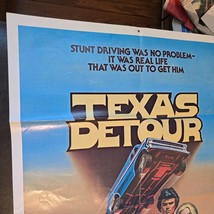 STUNT DRIVING WAS NO PROBLEM–
IT WAS REAL LIFE
THAT WAS OUT TO GET HIM
TEXAS
DETOUR